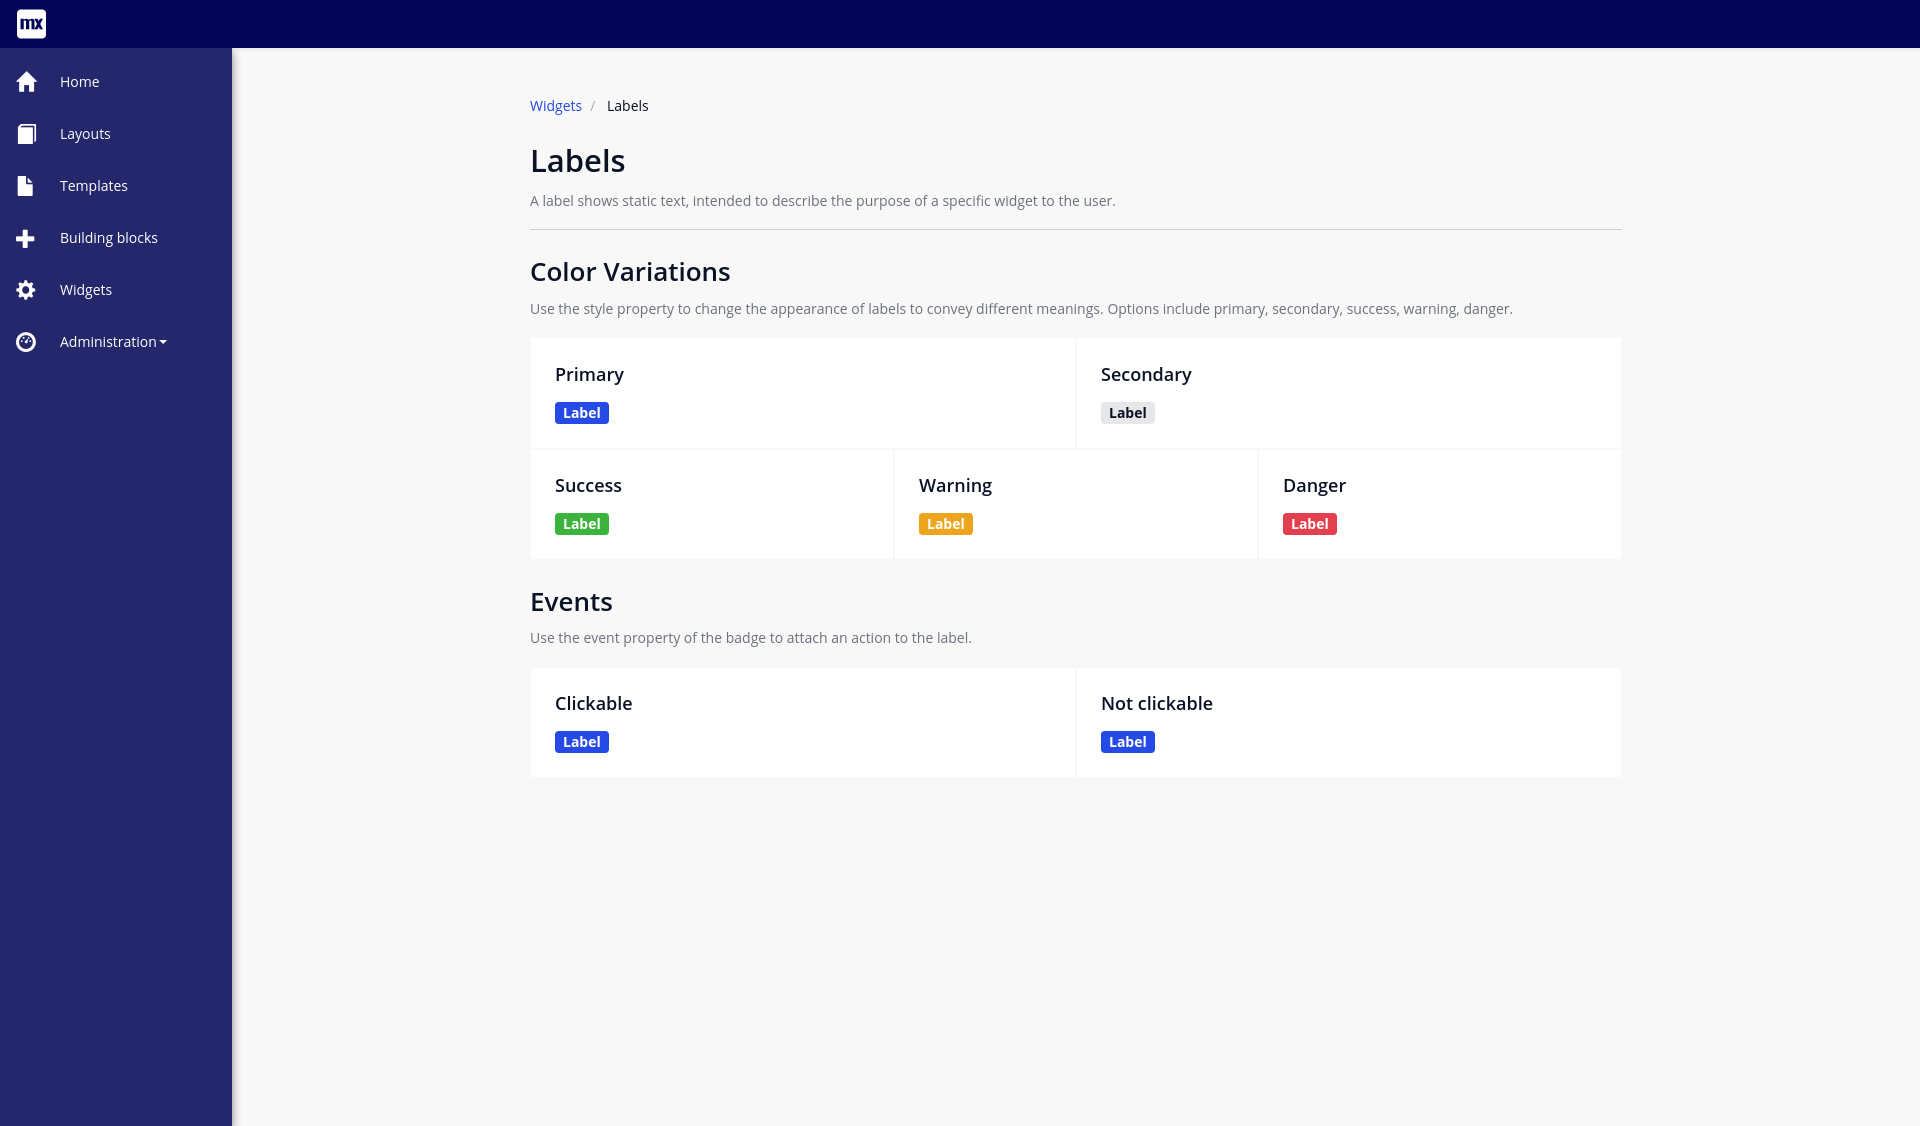 mx
Home
Layouts
Templates
Building blocks
Widgets
Administration
Widgets / Labels
Labels
A label shows static text, intended to describe the purpose of a specific widget to the user.
Color Variations
Use the style property to change the appearance of labels to convey different meanings. Options include primary, secondary, success, warning, danger.
Primary
Label
Secondary
Label
Success
Label
Warning
Label
Danger
Label
Events
Use the event property of the badge to attach an action to the label.
Clickable
Label
Not clickable
Label